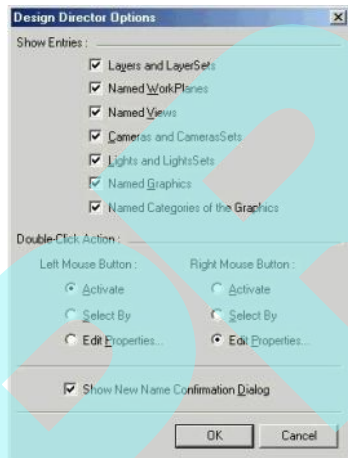 Design Director Options
Show Entries :
Layers and LayerSets
Named WorkPlanes
Named Views
Cameras and CamerasSets
Lights and LightsSets
Named Graphics
Named Categories of the Graphics
Double-Click Action :
Left Mouse Button : Right Mouse Button :
Activate Activate
Select By Select By
Edit Properties... Edit Properties...
Show New Name Confirmation Dialog
OK Cancel